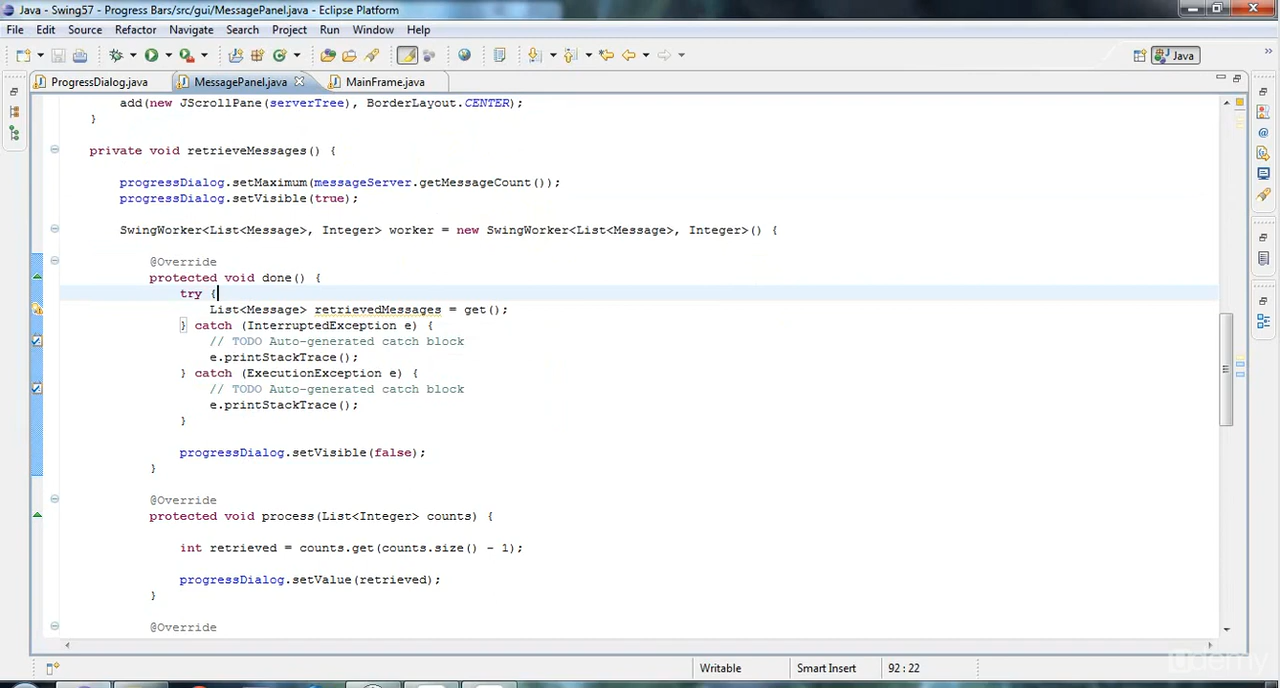 Java - Swing57 - Progress Bars/src/gui/MessagePanel.java - Eclipse Platform
File Edit Source Refactor Navigate Search Project Run Window Help
Java
ProgressDialog.java MessagePanel.java MainFrame.java
add(new JScrollPane(serverTree), BorderLayout.CENTER);
}
private void retrieveMessages() {
progressDialog.setMaximum(messageServer.getMessageCount());
progressDialog.setVisible(true);
SwingWorker<List<Message>, Integer> worker = new SwingWorker<List<Message>, Integer>() {
@Override
protected void done() {
try {
List<Message> retrievedMessages = get();
} catch (InterruptedException e) {
// TODO Auto-generated catch block
e.printStackTrace();
} catch (ExecutionException e) {
// TODO Auto-generated catch block
e.printStackTrace();
}
progressDialog.setVisible(false);
}
@Override
protected void process(List<Integer> counts) {
int retrieved = counts.get(counts.size() - 1);
progressDialog.setValue(retrieved);
}
@Override
Writable Smart Insert 92 : 22
udemy